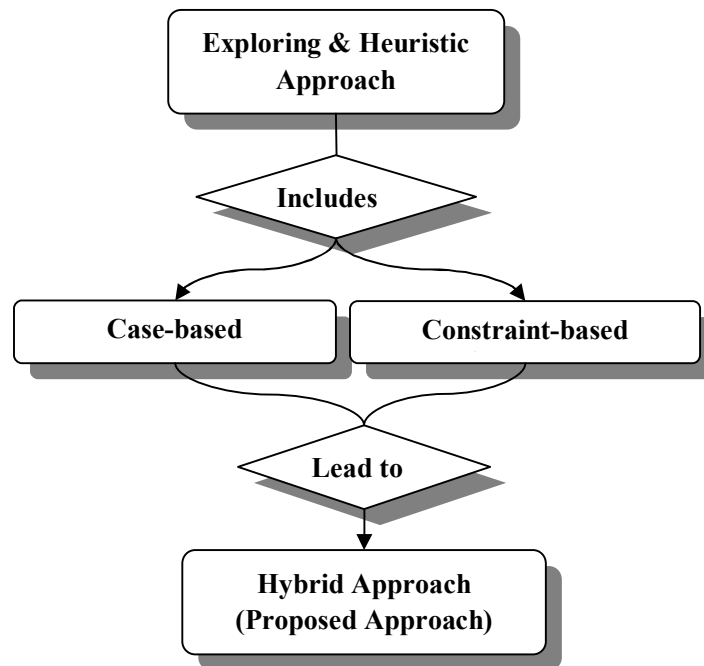 Exploring & Heuristic
Approach
Includes
Case-based
Constraint-based
Lead to
Hybrid Approach
(Proposed Approach)